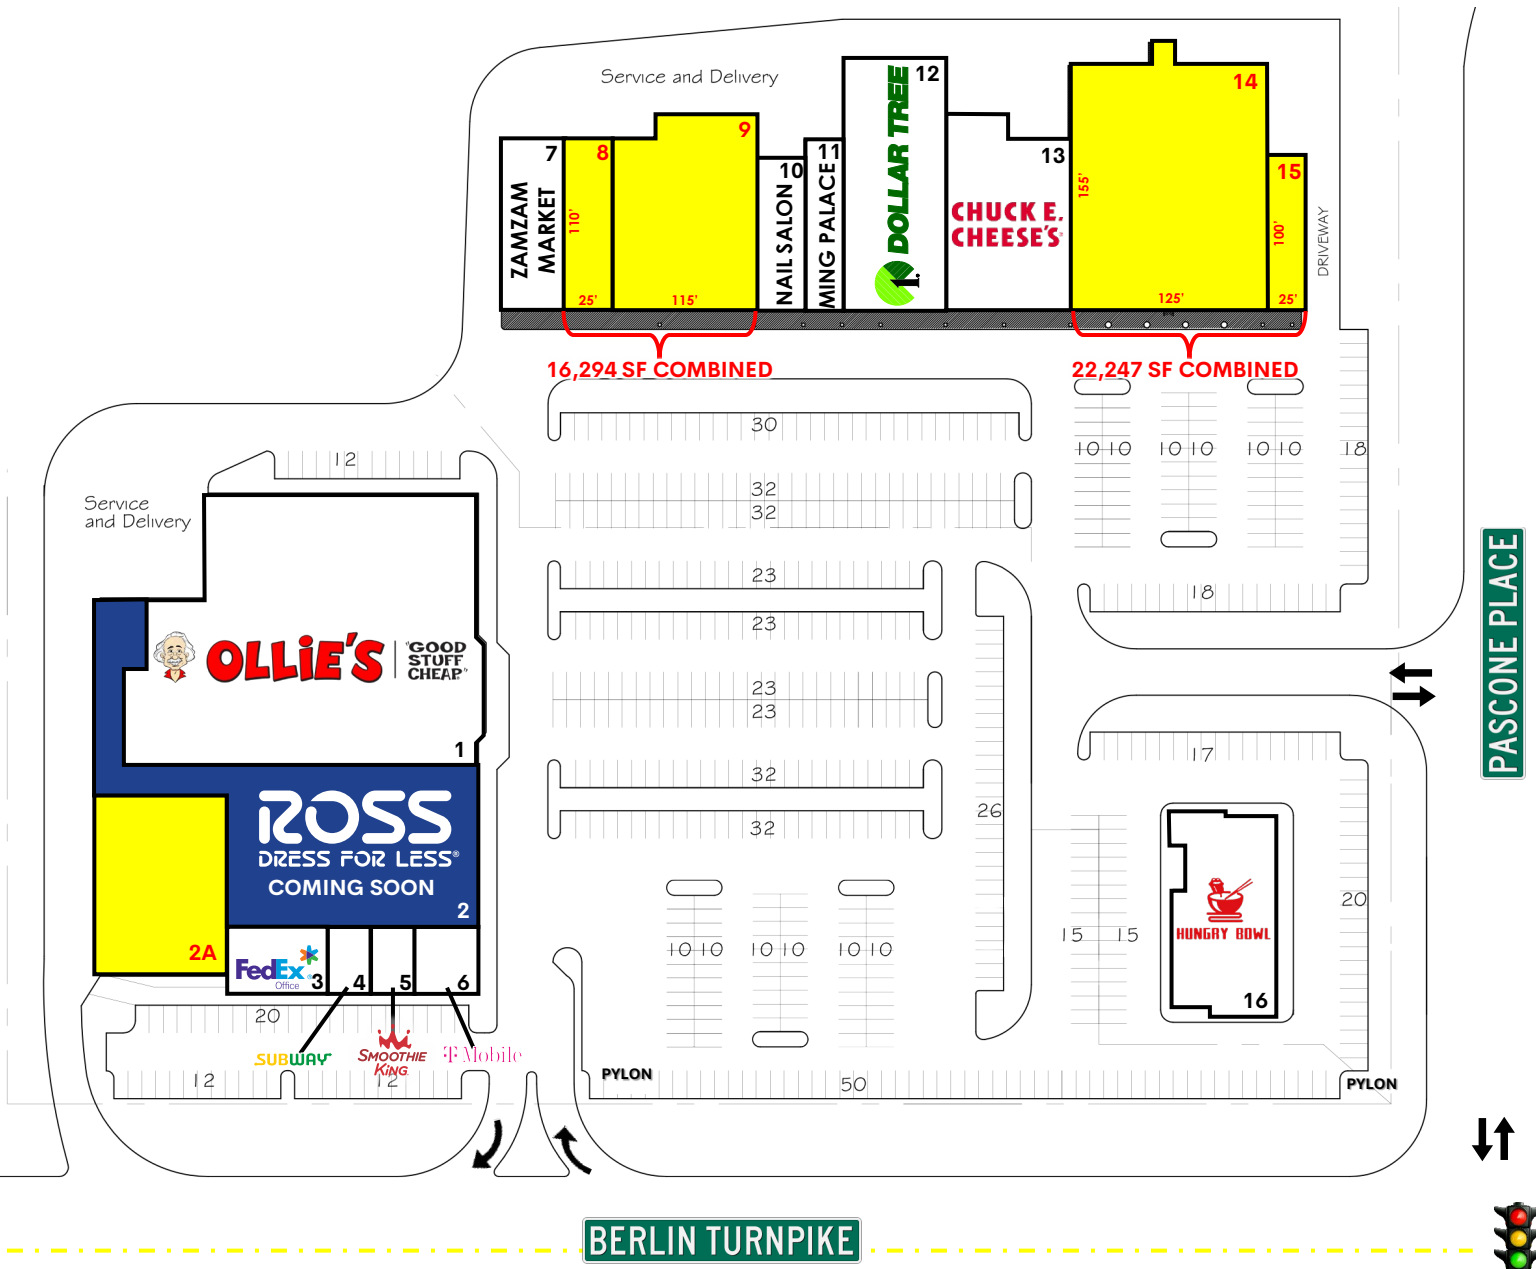 Service and Delivery
7
ZAMZAM
MARKET
8
110'
25'
9
115'
10
NAIL SALON
11
MING PALACE
12
DOLLAR TREE
1.
13
CHUCK E.
CHEESE'S
14
155'
125'
15
100'
25'
DRIVEWAY
16,294 SF COMBINED
22,247 SF COMBINED
30
32
32
10 10
10 10
10 10
18
12
Service
and Delivery
23
23
18
OLLiE'S
"GOOD
STUFF
CHEAP"
1
23
23
PASCONE PLACE
17
32
32
26
ROSS
DRESS FOR LESS®
COMING SOON
2
2A
FedEx®
Office
3
4
5
6
10 10
10 10
10 10
15
15
20
HUNGRY BOWL
16
20
SUBWAY
SMOOTHIE
KING
T Mobile
12
12
PYLON
50
PYLON
BERLIN TURNPIKE